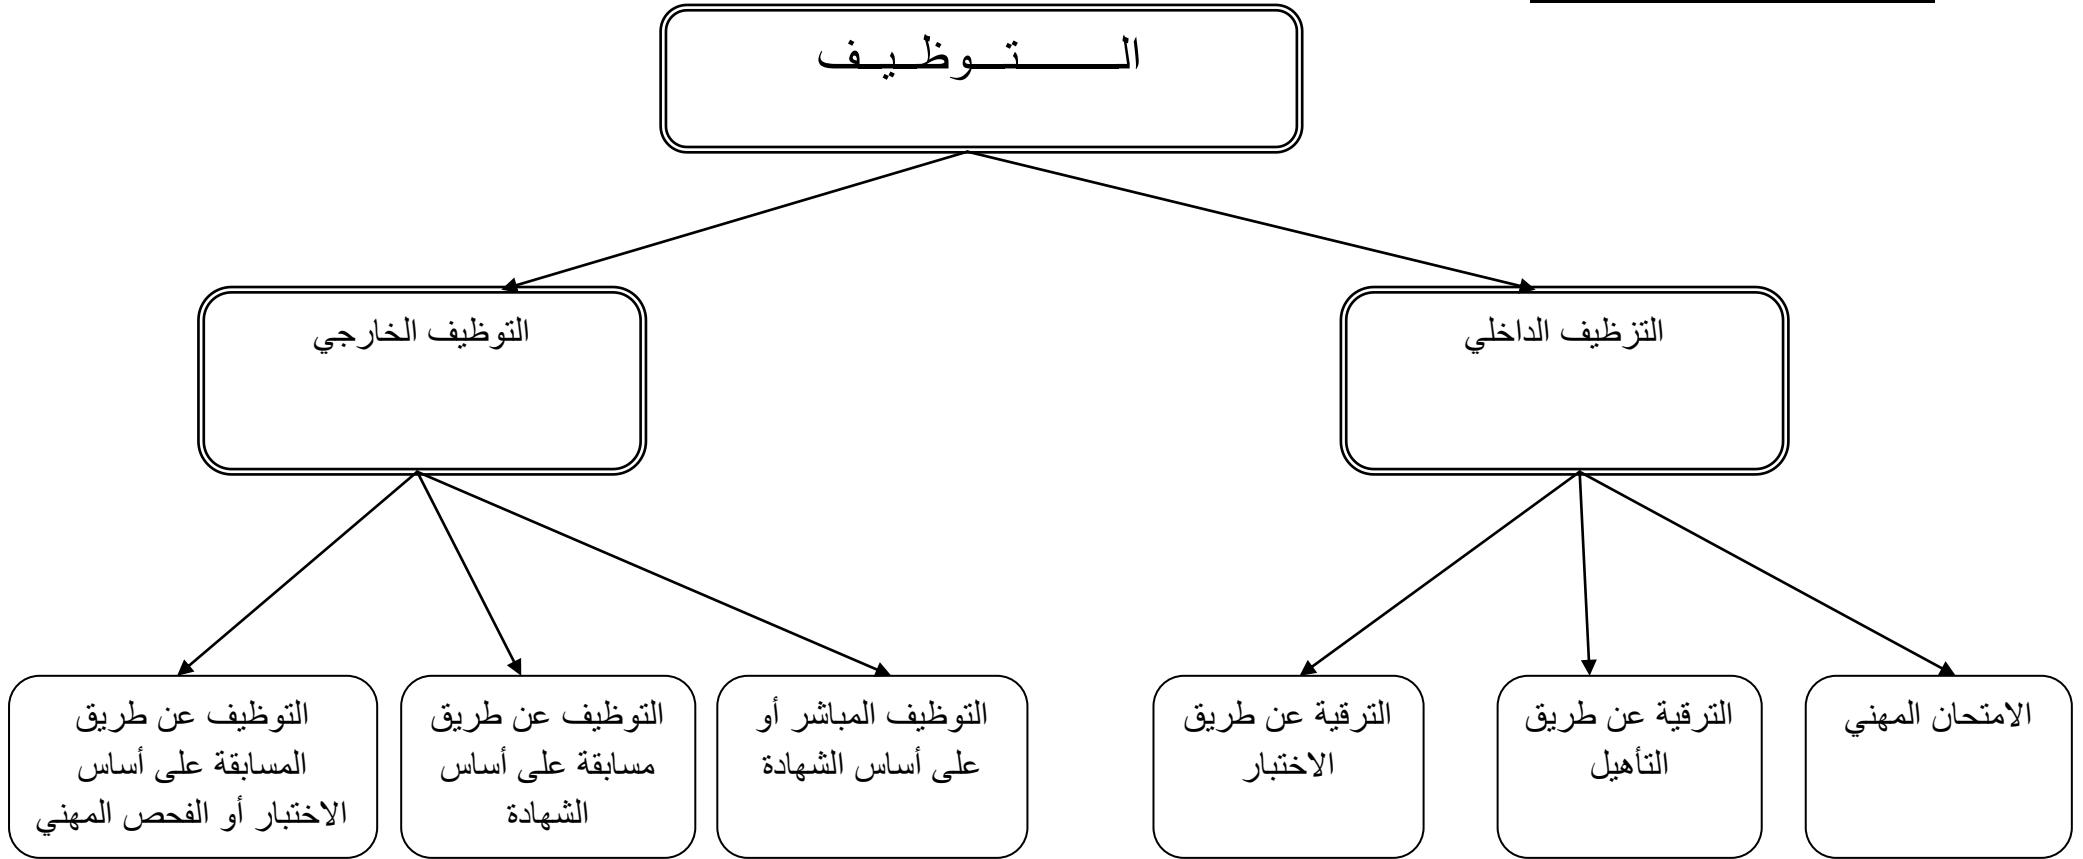 الـــــتــوظــيــف
التزظيف الداخلي
التوظيف الخارجي
الامتحان المهني
الترقية عن طريق
التأهيل
الترقية عن طريق
الاختبار
التوظيف المباشر أو
على أساس الشهادة
التوظيف عن طريق
مسابقة على أساس
الشهادة
التوظيف عن طريق
المسابقة على أساس
الاختبار أو الفحص المهني